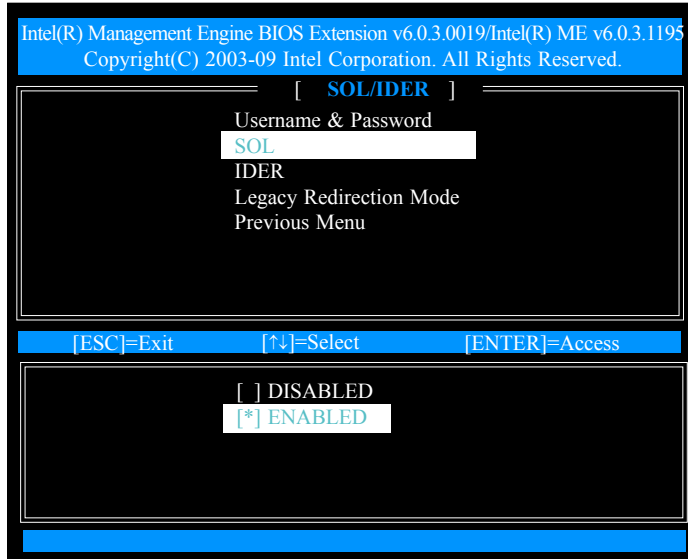 Intel(R) Management Engine BIOS Extension v6.0.3.0019/Intel(R) ME v6.0.3.1195
Copyright(C) 2003-09 Intel Corporation. All Rights Reserved.
[ SOL/IDER ]
Username & Password
SOL
IDER
Legacy Redirection Mode
Previous Menu
[ESC]=Exit [↑↓]=Select [ENTER]=Access
[ ] DISABLED
[*] ENABLED